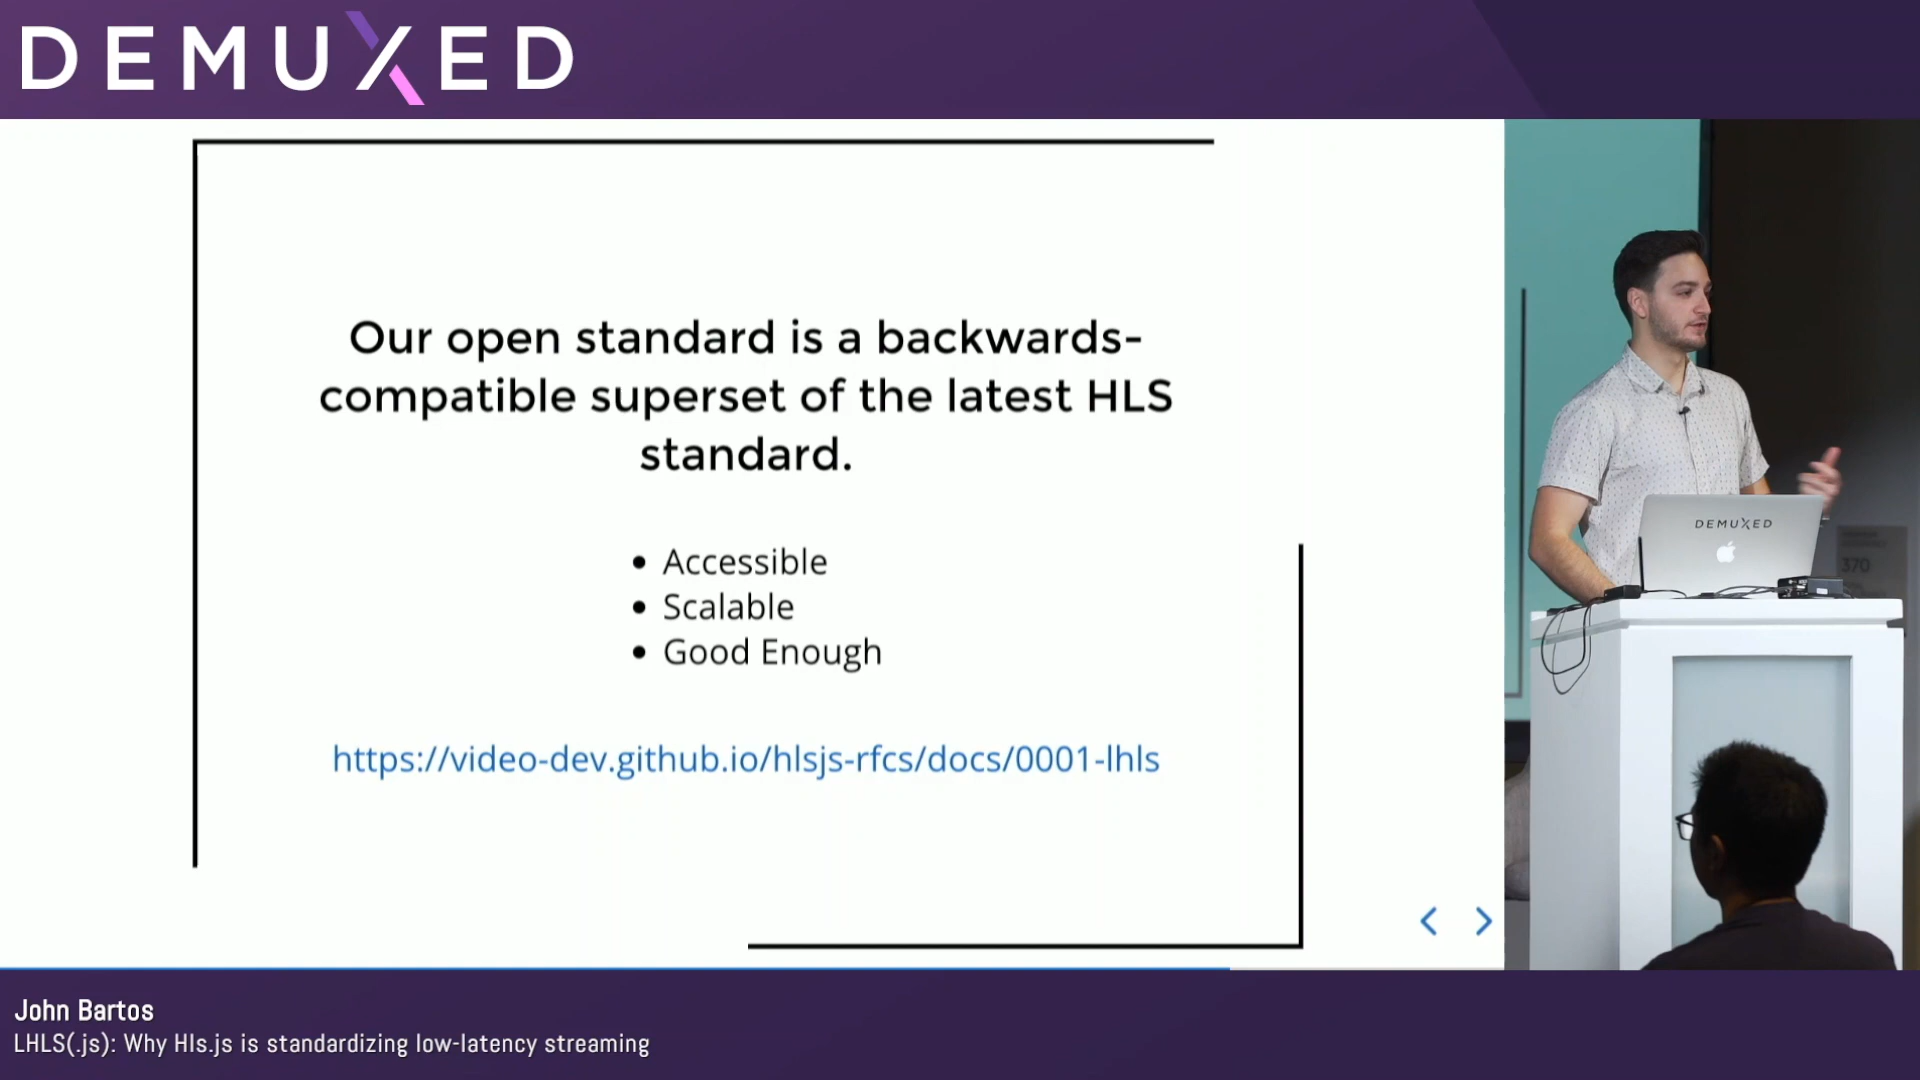 DEMUXED
Our open standard is a backwards-
compatible superset of the latest HLS
standard.
• Accessible
• Scalable
• Good Enough
https://video-dev.github.io/hlsjs-rfcs/docs/0001-lhls
DEMUXED
370
John Bartos
LHLS(.js): Why Hls.js is standardizing low-latency streaming